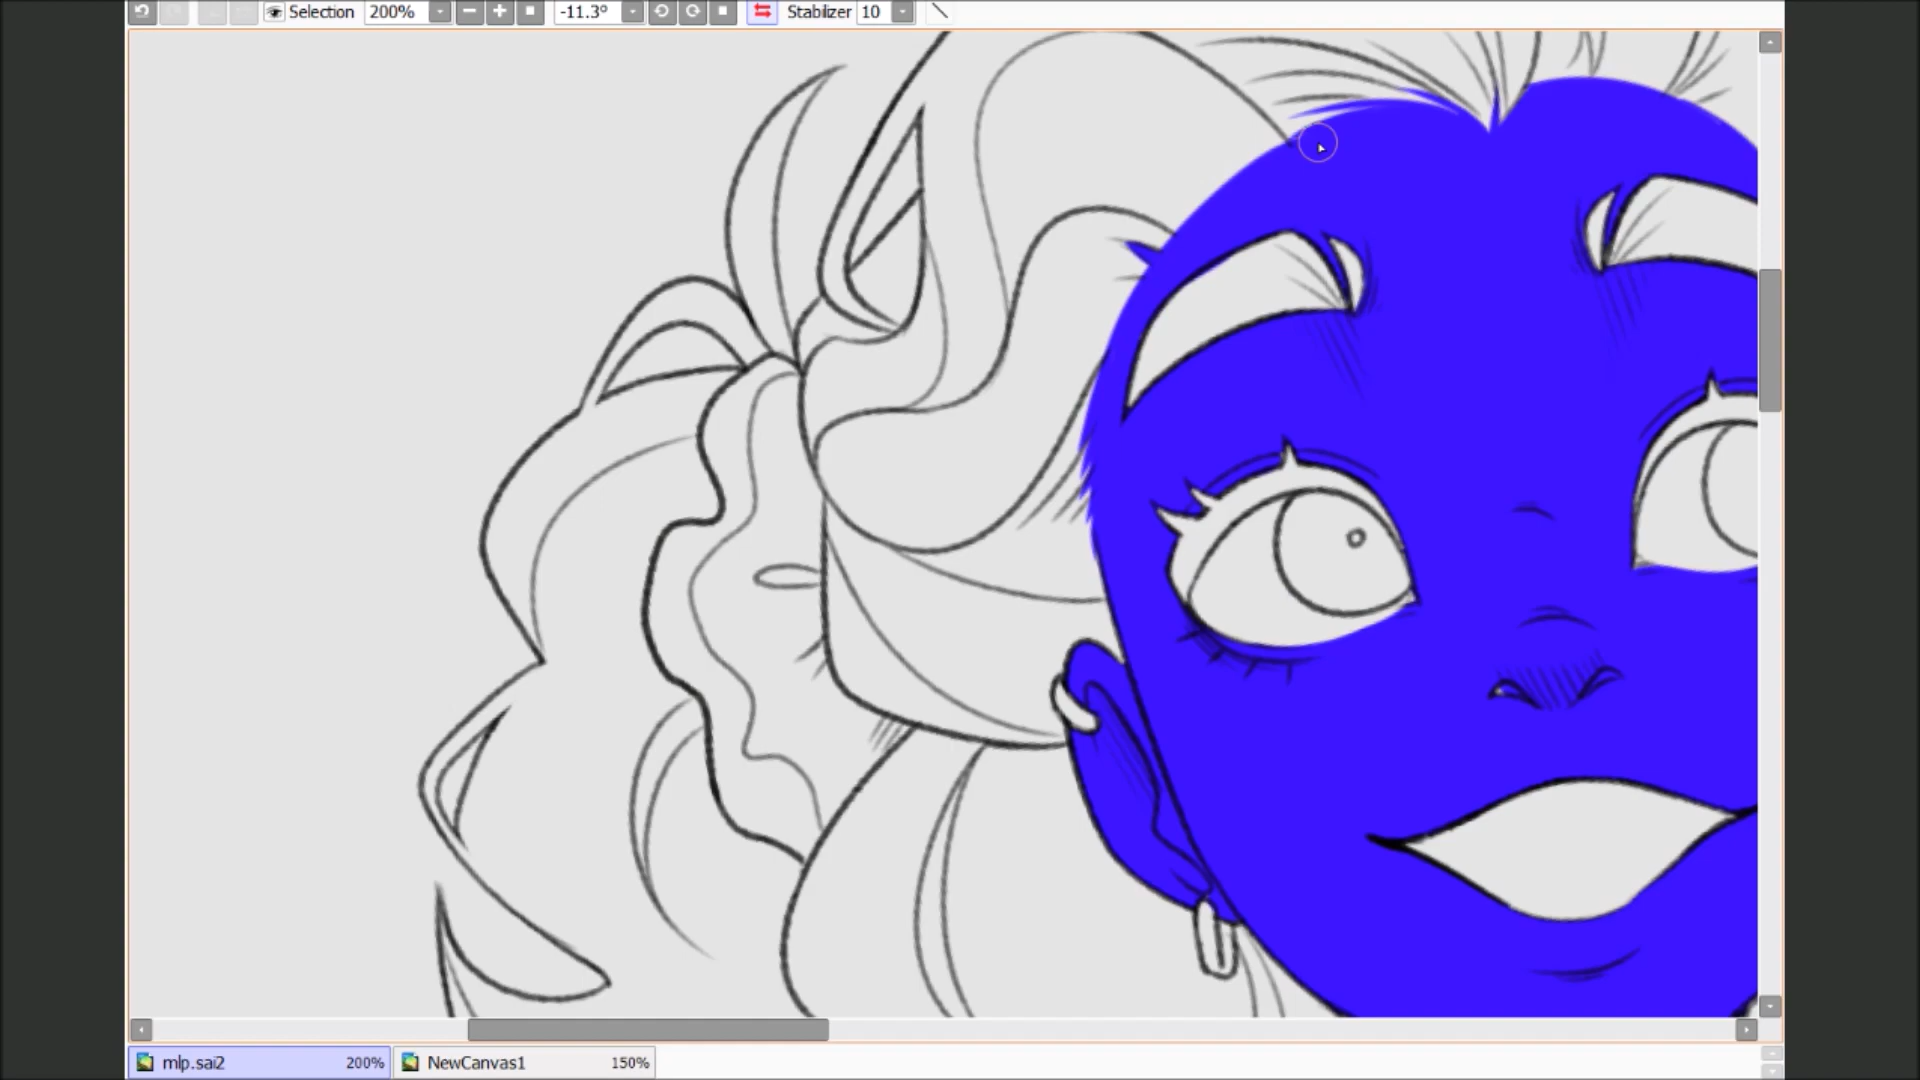 Selection 200% -11.3° Stabilizer 10
mlp.sai2 200% NewCanvas1 150%